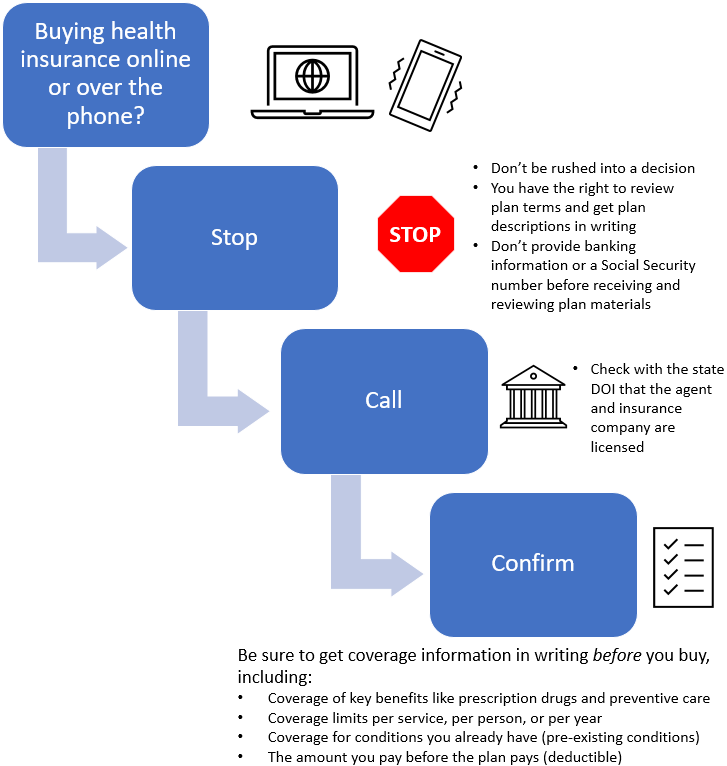 Buying health
insurance online
or over the
phone?
Stop
STOP
• Don’t be rushed into a decision
• You have the right to review
plan terms and get plan
descriptions in writing
• Don’t provide banking
information or a Social Security
number before receiving and
reviewing plan materials
Call
• Check with the state
DOI that the agent
and insurance
company are
licensed
Confirm
Be sure to get coverage information in writing before you buy,
including:
• Coverage of key benefits like prescription drugs and preventive care
• Coverage limits per service, per person, or per year
• Coverage for conditions you already have (pre-existing conditions)
• The amount you pay before the plan pays (deductible)